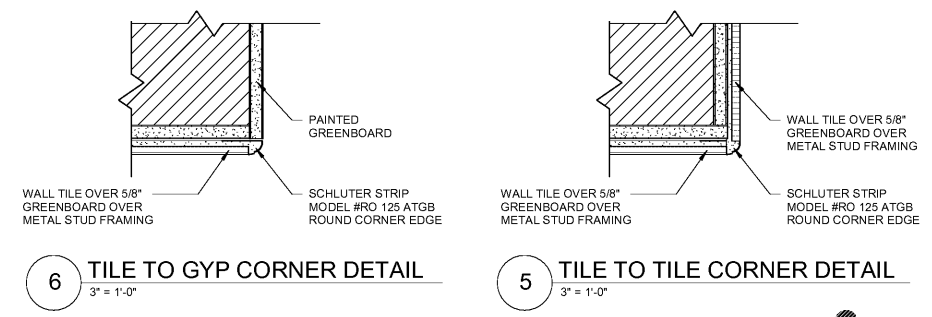 PAINTED
GREENBOARD
WALL TILE OVER 5/8"
GREENBOARD OVER
METAL STUD FRAMING
SCHLUTER STRIP
MODEL #RO 125 ATGB
ROUND CORNER EDGE
6
TILE TO GYP CORNER DETAIL
3" = 1'-0"
WALL TILE OVER 5/8"
GREENBOARD OVER
METAL STUD FRAMING
WALL TILE OVER 5/8"
GREENBOARD OVER
METAL STUD FRAMING
SCHLUTER STRIP
MODEL #RO 125 ATGB
ROUND CORNER EDGE
5
TILE TO TILE CORNER DETAIL
3" = 1'-0"